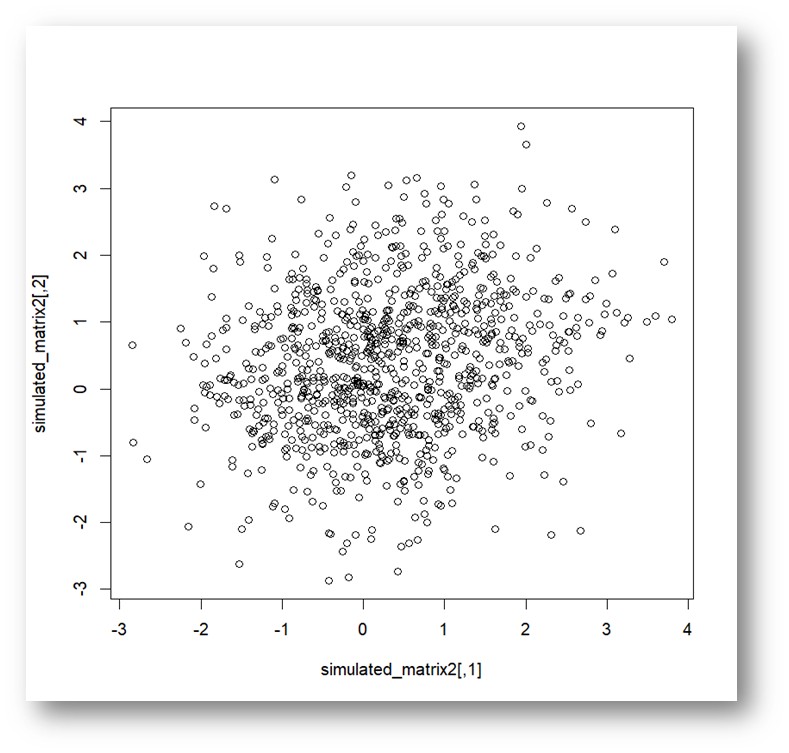 4
3
2
1
0
-1
-2
-3
simulated_matrix2[,2]
-3 -2 -1 0 1 2 3 4
simulated_matrix2[,1]